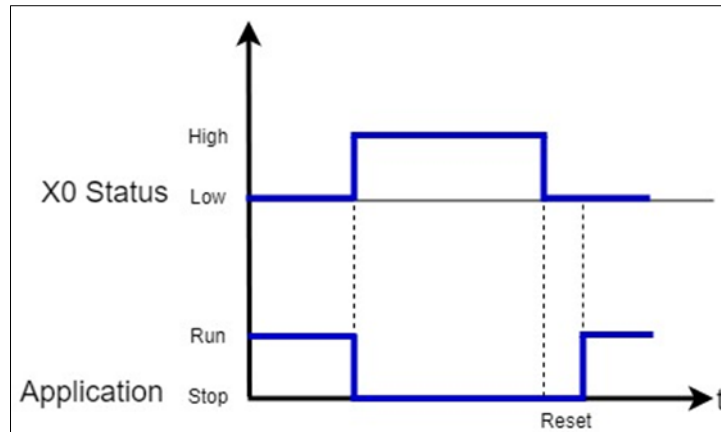 High
X0 Status
Low
Run
Application
Stop
t
Reset